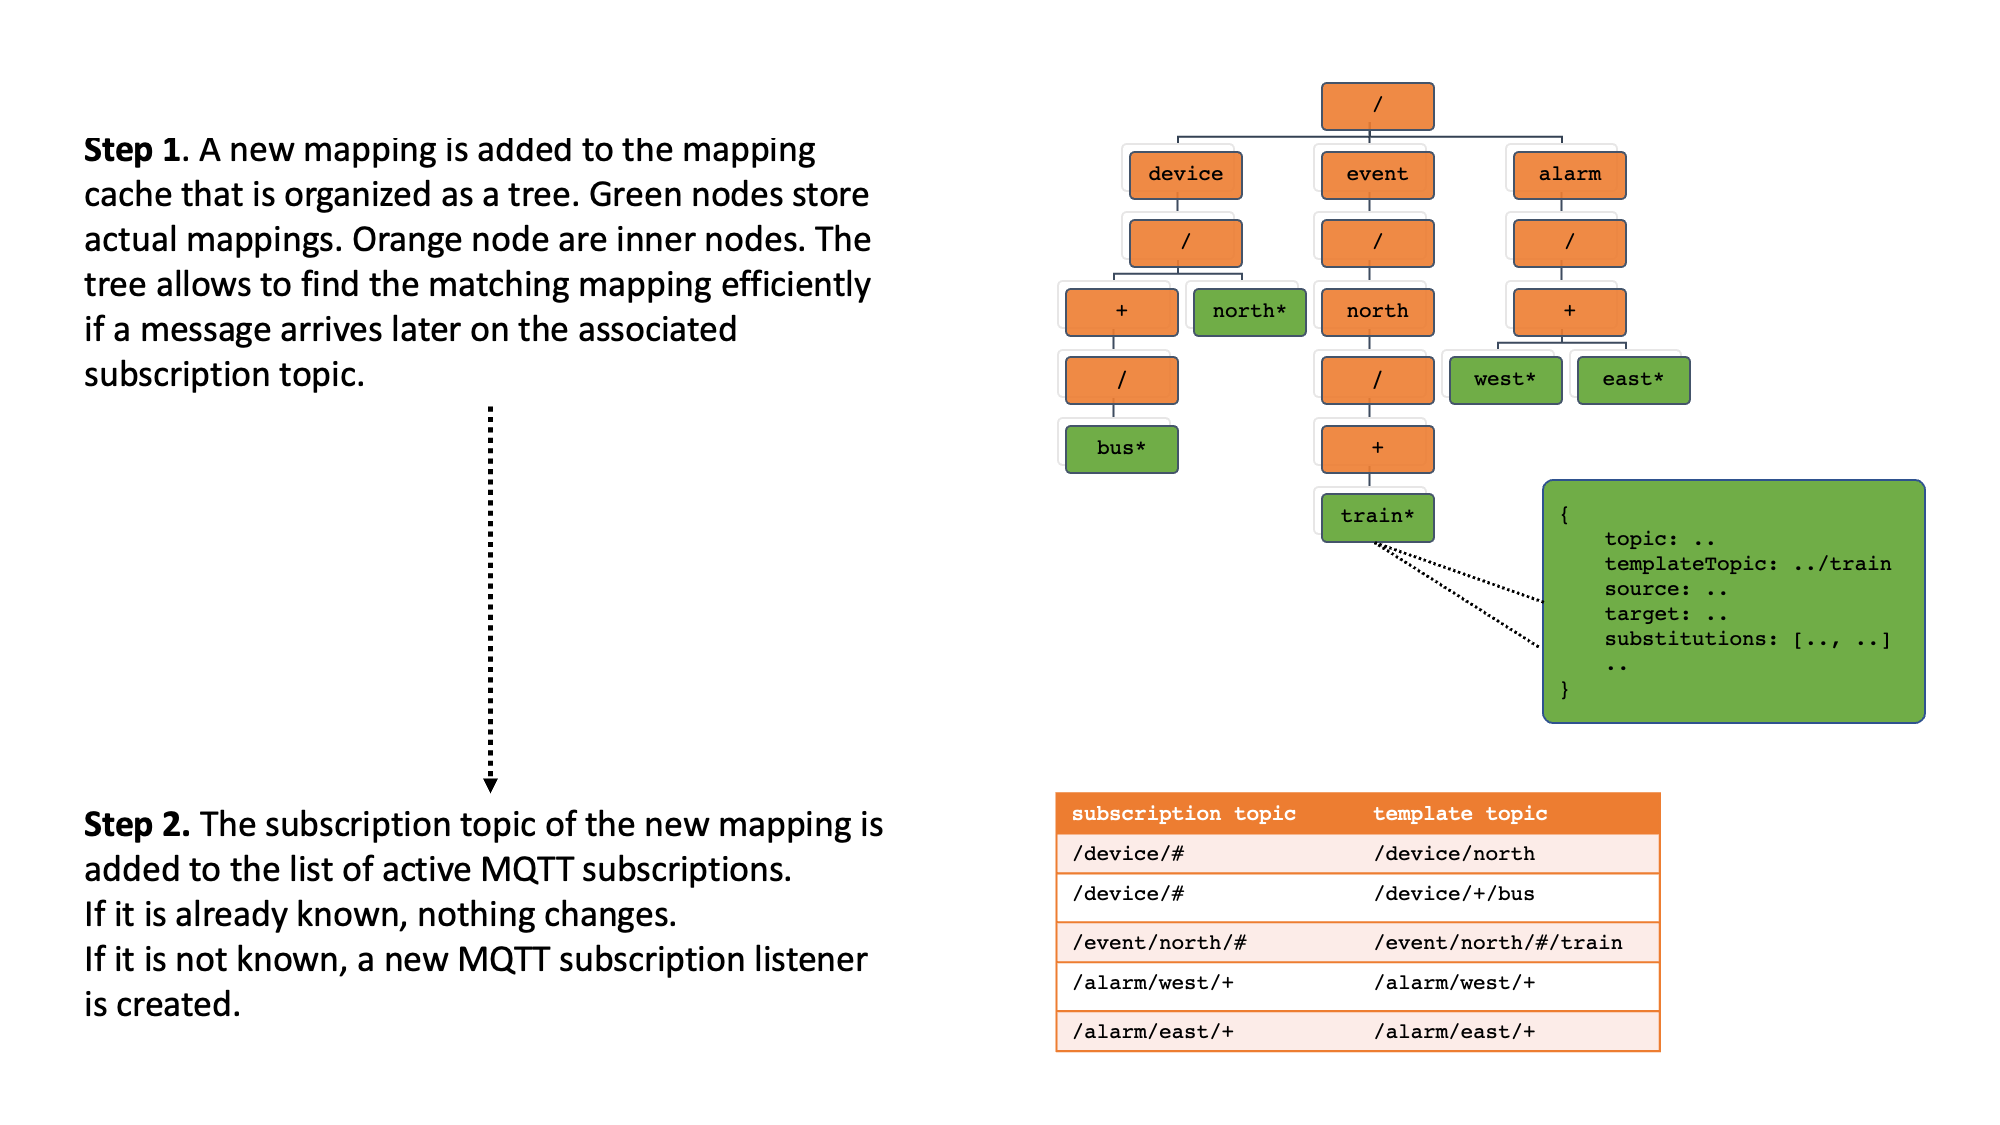 Step 1. A new mapping is added to the mapping
cache that is organized as a tree. Green nodes store
actual mappings. Orange node are inner nodes. The
tree allows to find the matching mapping efficiently
if a message arrives later on the associated
subscription topic.
/
device event alarm
/ / /
+ north* north +
/ / west* east*
bus* +
train*
{
topic: ..
templateTopic: ../train
source: ..
target: ..
substitutions: [.., ..]
..
}
Step 2. The subscription topic of the new mapping is
added to the list of active MQTT subscriptions.
If it is already known, nothing changes.
If it is not known, a new MQTT subscription listener
is created.
subscription topic template topic
/device/# /device/north
/device/# /device/+/bus
/event/north/# /event/north/#/train
/alarm/west/+ /alarm/west/+
/alarm/east/+ /alarm/east/+